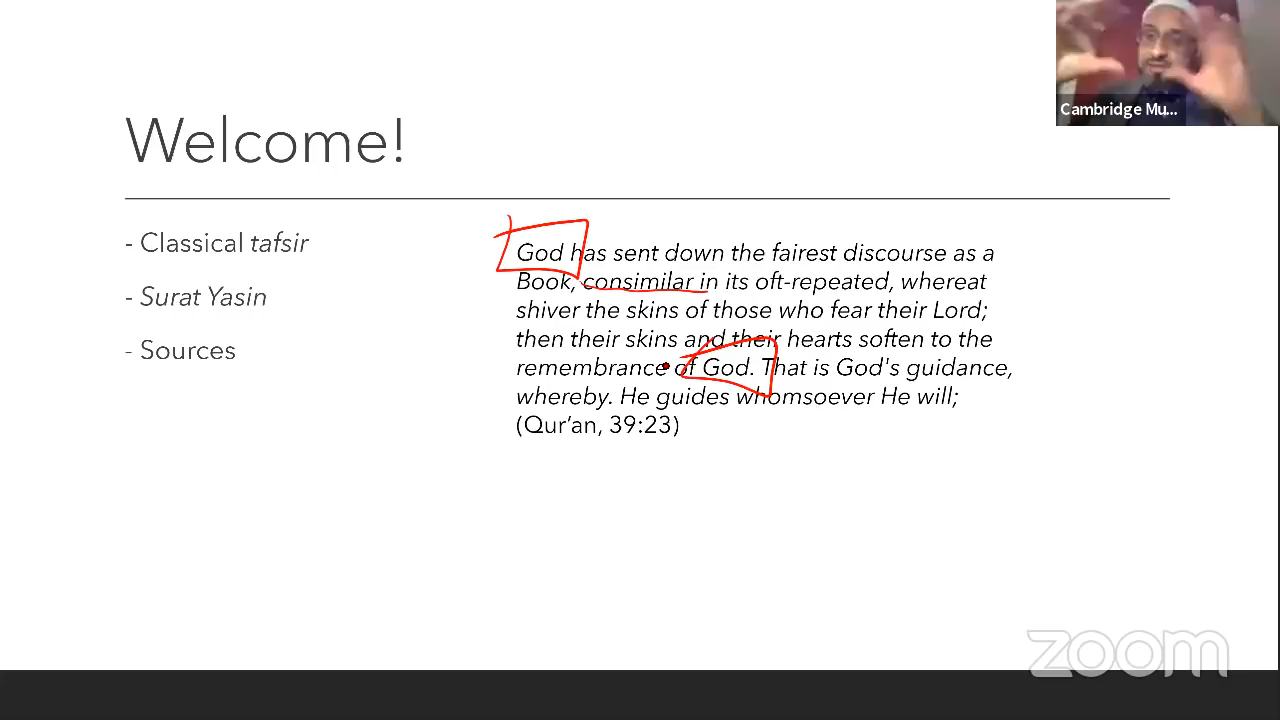 Cambridge Mu...
Welcome!
- Classical tafsir
- Surat Yasin
- Sources
God has sent down the fairest discourse as a
Book, consimilar in its oft-repeated, whereat
shiver the skins of those who fear their Lord;
then their skins and their hearts soften to the
remembrance of God. That is God's guidance,
whereby. He guides whomsoever He will;
(Qur’an, 39:23)
zoom